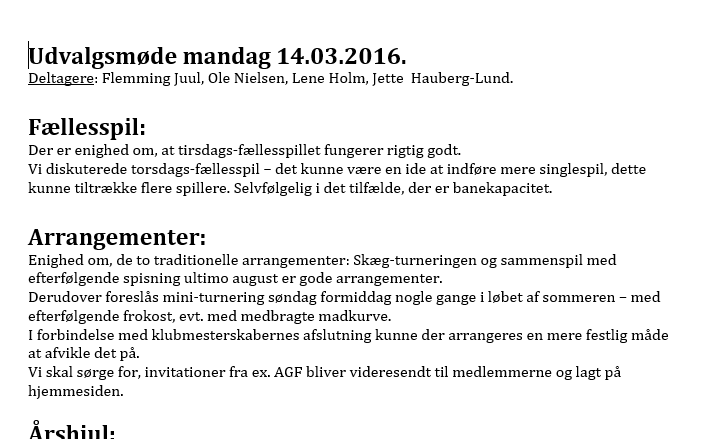 Udvalgsmøde mandag 14.03.2016.
Deltagere: Flemming Juul, Ole Nielsen, Lene Holm, Jette  Hauberg-Lund.
Fællesspil:
Der er enighed om, at tirsdags-fællesspillet fungerer rigtig godt.
Vi diskuterede torsdags-fællesspil – det kunne være en ide at indføre mere singlespil, dette
kunne tiltrække flere spillere. Selvfølgelig i det tilfælde, der er banekapacitet.
Arrangementer:
Enighed om, de to traditionelle arrangementer: Skæg-turneringen og sammenspil med
efterfølgende spisning ultimo august er gode arrangementer.
Derudover foreslås mini-turnering søndag formiddag nogle gange i løbet af sommeren – med
efterfølgende frokost, evt. med medbragte madkurve.
I forbindelse med klubmesterskabernes afslutning kunne der arrangeres en mere festlig måde
at afvikle det på.
Vi skal sørge for, invitationer fra ex. AGF bliver videresendt til medlemmerne og lagt på
hjemmesiden.
Årshjul: